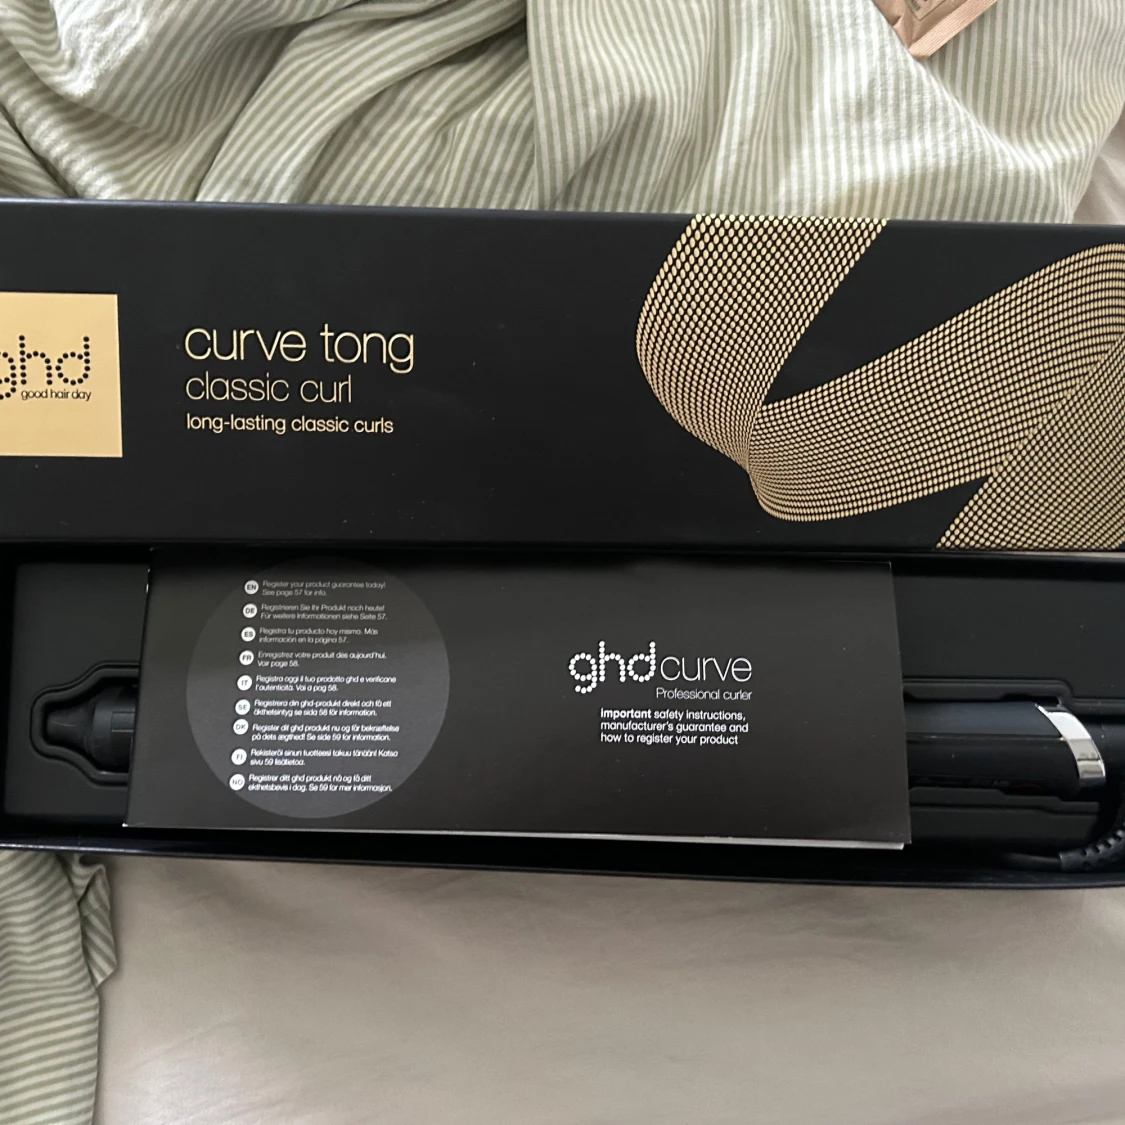 ghd
good hair day
curve tong
classic curl
long-lasting classic curls
EN Register your product guarantee today!
See page 57 for info.
DE Registrieren Sie Ihr Produkt noch heute!
Für weitere Informationen siehe Seite 57.
ES Registra tu producto hoy mismo. Más
información en la página 57.
FR Enregistrez votre produit dès aujourd'hui.
Voir page 58.
IT Registra oggi il tuo prodotto ghd e verificane
l'autenticità. Vai a pag 58.
SE Registrera din ghd-produkt direkt och få ett
äkthetsintyg se sida 58 för information.
DK Register dit ghd produkt nu og får bekræftelse
på dets ægthed! Se side 59 for information.
FI Rekisteröi sinun tuotteesi takuu tänään! Katso
sivu 59 lisätietoa.
NO Registrer ditt ghd produkt nå og få ditt
ekthetsbevis i dag. Se 59 for mer informasjon.
ghd curve
Professional curler
Important safety instructions,
manufacturer's guarantee and
how to register your product